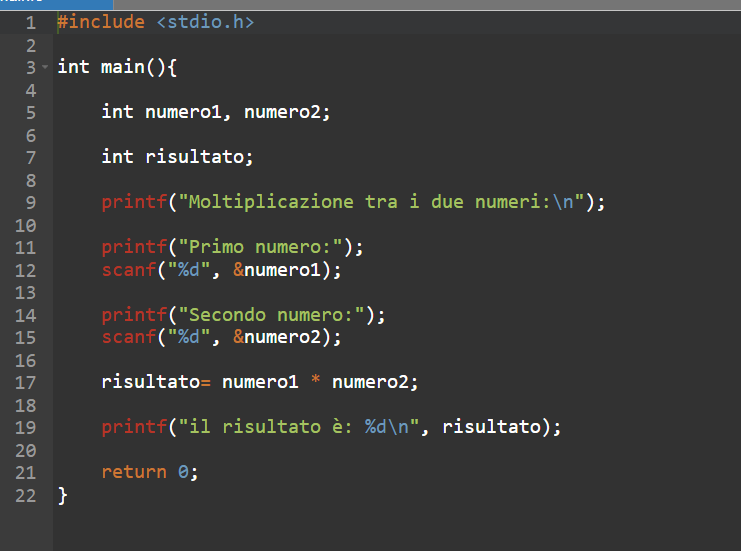 1 #include <stdio.h>
2
3 int main(){
4
5 int numero1, numero2;
6
7 int risultato;
8
9 printf("Moltiplicazione tra i due numeri:\n");
10
11 printf("Primo numero:");
12 scanf("%d", &numero1);
13
14 printf("Secondo numero:");
15 scanf("%d", &numero2);
16
17 risultato= numero1 * numero2;
18
19 printf("il risultato è: %d\n", risultato);
20
21 return 0;
22 }